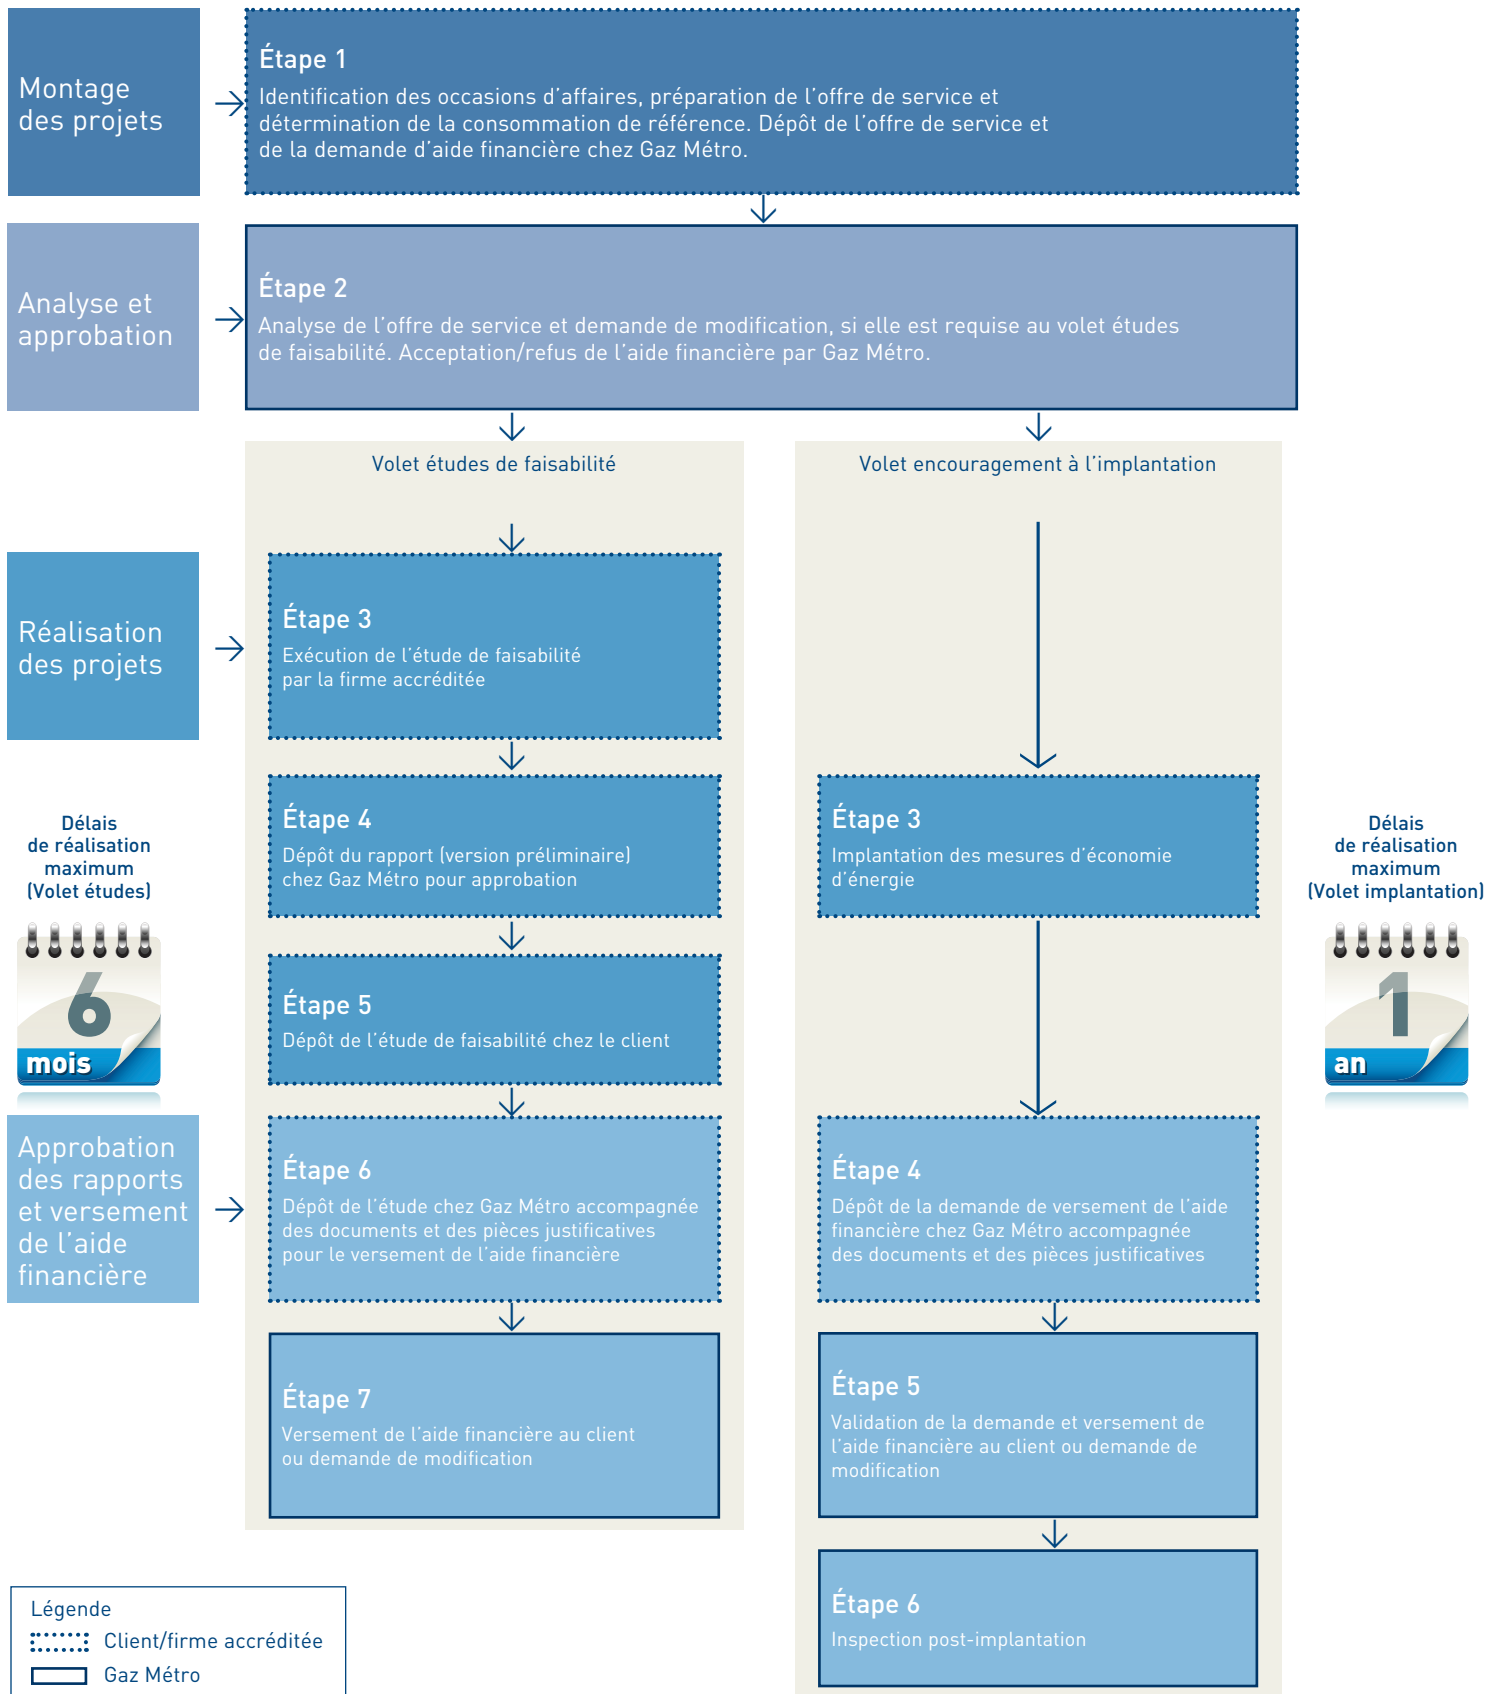 Montage
des projets
Étape 1
Identification des occasions d’affaires, préparation de l’offre de service et
détermination de la consommation de référence. Dépôt de l’offre de service et
de la demande d’aide financière chez Gaz Métro.
Analyse et
approbation
Étape 2
Analyse de l’offre de service et demande de modification, si elle est requise au volet études
de faisabilité. Acceptation/refus de l’aide financière par Gaz Métro.
Volet études de faisabilité
Volet encouragement à l’implantation
Réalisation
des projets
Étape 3
Exécution de l’étude de faisabilité
par la firme accréditée
Délais
de réalisation
maximum
(Volet études)
6
mois
Étape 4
Dépôt du rapport (version préliminaire)
chez Gaz Métro pour approbation
Étape 3
Implantation des mesures d’économie
d’énergie
Délais
de réalisation
maximum
(Volet implantation)
1
an
Étape 5
Dépôt de l’étude de faisabilité chez le client
Approbation
des rapports
et versement
de l’aide
financière
Étape 6
Dépôt de l’étude chez Gaz Métro accompagnée
des documents et des pièces justificatives
pour le versement de l’aide financière
Étape 4
Dépôt de la demande de versement de l’aide
financière chez Gaz Métro accompagnée
des documents et des pièces justificatives
Étape 7
Versement de l’aide financière au client
ou demande de modification
Étape 5
Validation de la demande et versement de
l’aide financière au client ou demande de
modification
Étape 6
Inspection post-implantation
Légende
Client/firme accréditée
Gaz Métro